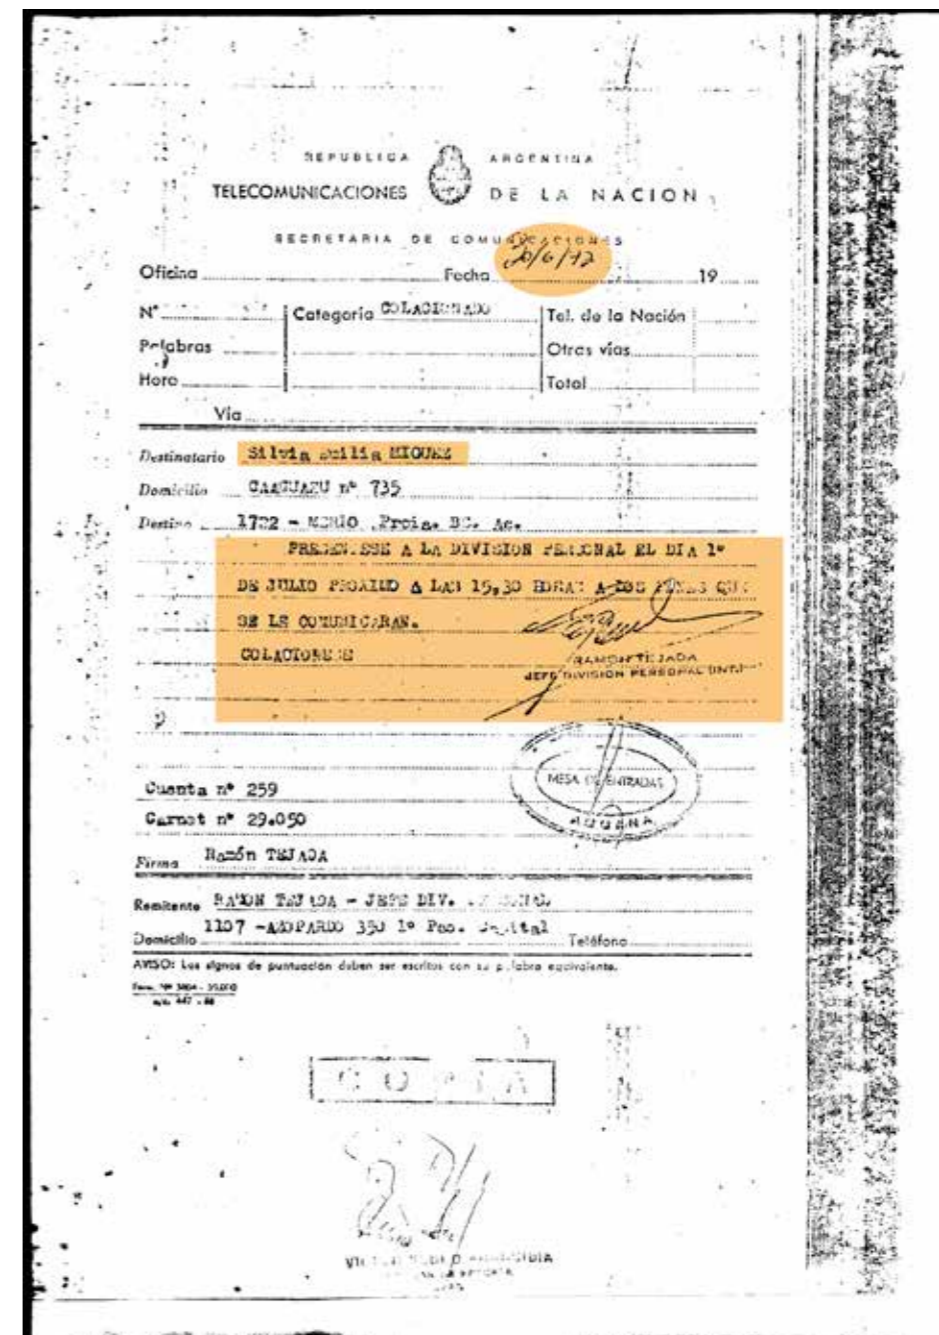 REPUBLICA ARGENTINA
TELECOMUNICACIONES DE LA NACION
SECRETARIA DE COMUNICACIONES
Oficina Fecha 19
Nº Categoria COLACIONADO Tel. de la Nación
Palabras Otras vías
Hora Total
Vía
Destinatario Silvia Emilia MIGUEZ
Domicilio CAAGUAZU nº 735
Destino 1722 - MERLO Prcia. BS. As.
PRESENTESE A LA DIVISION PERSONAL EL DIA 1º
DE JULIO PROXIMO A LAS 15,30 HORAS A LOS FINES QUE
SE LE COMUNICARAN.
COLACIONESE
RAMON TEJADA
JEFE DIVISION PERSONAL (INT.)
MESA DE ENTRADAS
ADUANA
Cuenta nº 259
Carnet nº 29.050
Firma Ramón TEJADA
Remitente RAMON TEJADA - JEFE DIV. PERSONAL
1107 -AZOPARDO 350 1º Pso. Capital
Domicilio Teléfono
AVISO: Los signos de puntuación deben ser escritos con su palabra equivalente.
COPIA